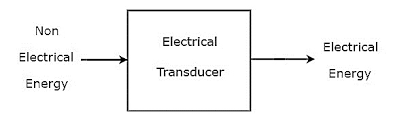 Non
Electrical
Energy
Electrical
Transducer
Electrical
Energy